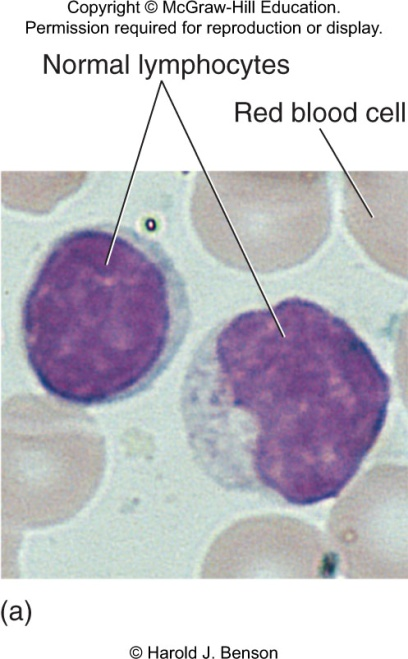 Copyright © McGraw-Hill Education.
Permission required for reproduction or display.
Normal lymphocytes
Red blood cell
(a)
© Harold J. Benson